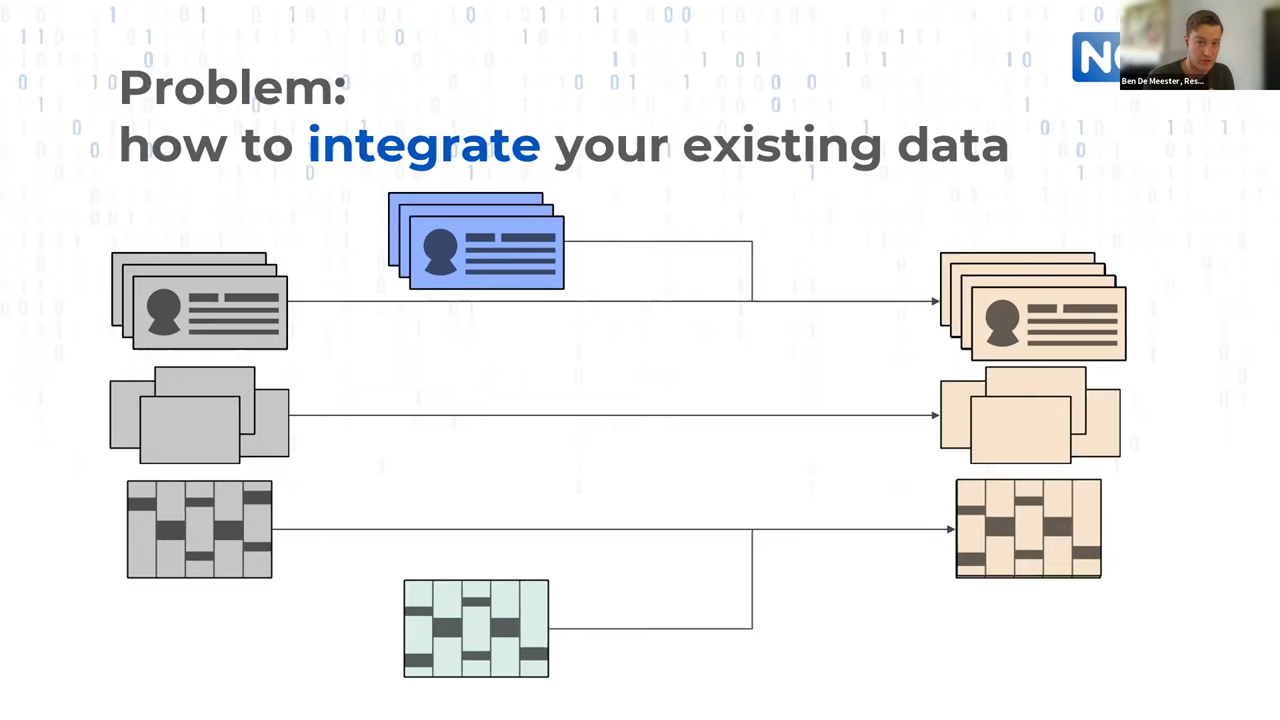 Problem:
how to integrate your existing data
Ben De Meester, Res...